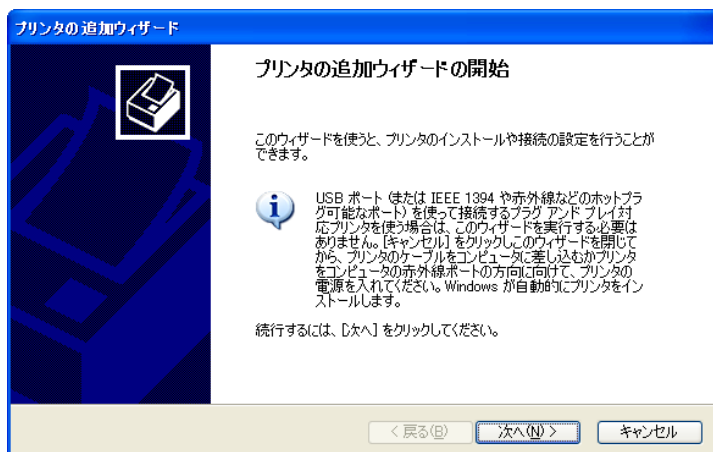 プリンタの追加ウィザード
プリンタの追加ウィザードの開始
このウィザードを使うと、プリンタのインストールや接続の設定を行うことが
できます。
USB ポート (または IEEE 1394 や赤外線などのホットプラ
グ可能なポート) を使って接続するプラグ アンド プレイ対
応プリンタを使う場合は、このウィザードを実行する必要は
ありません。[キャンセル] をクリックしこのウィザードを閉じて
から、プリンタのケーブルをコンピュータに差し込むかプリンタ
をコンピュータの赤外線ポートの方向に向けて、プリンタの
電源を入れてください。Windows が自動的にプリンタをイン
ストールします。
続行するには、[次へ] をクリックしてください。
< 戻る(B) 次へ(N) > キャンセル